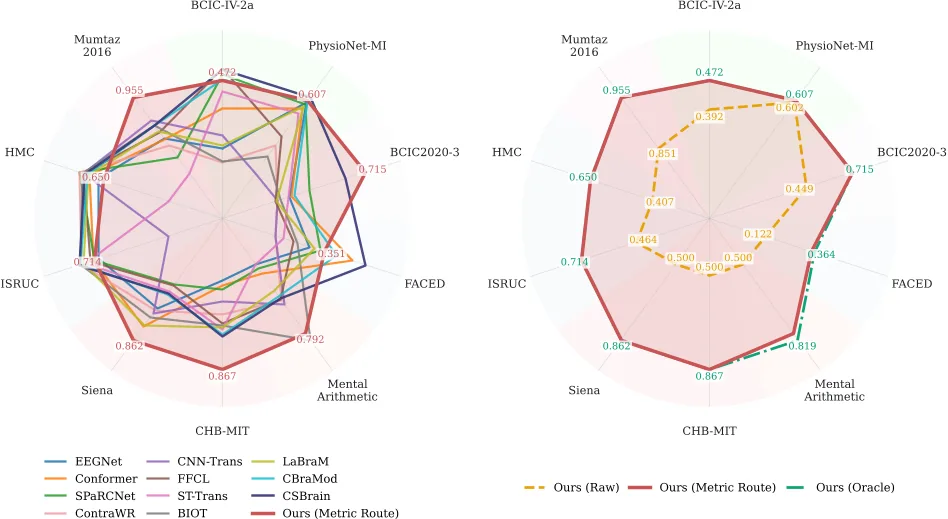 BCIC-IV-2a
Mumtaz
2016
PhysioNet-MI
0.472
0.955
0.607
HMC
BCIC2020-3
0.650
0.715
0.351
0.714
ISRUC
FACED
0.862
0.792
0.867
Siena
Mental
Arithmetic
CHB-MIT
EEGNet
Conformer
SPaRCNet
ContraWR
CNN-Trans
FFCL
ST-Trans
BIOT
LaBraM
CBraMod
CSBrain
Ours (Metric Route)
BCIC-IV-2a
Mumtaz
2016
PhysioNet-MI
0.472
0.955
0.607
0.602
0.392
HMC
BCIC2020-3
0.851
0.650
0.715
0.407
0.449
0.464
0.122
0.364
0.714
0.500
0.500
0.500
ISRUC
FACED
0.862
0.819
0.867
Siena
Mental
Arithmetic
CHB-MIT
Ours (Raw)
Ours (Metric Route)
Ours (Oracle)